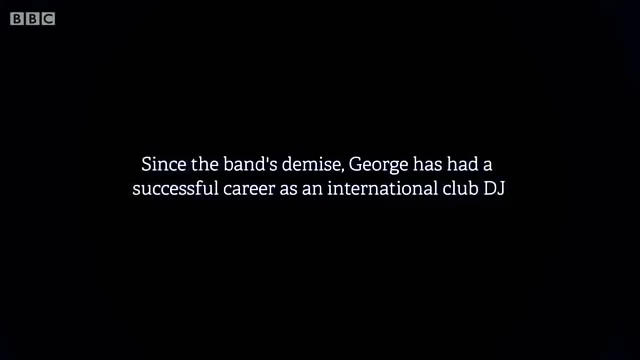 BBC
Since the band's demise, George has had a
successful career as an international club DJ